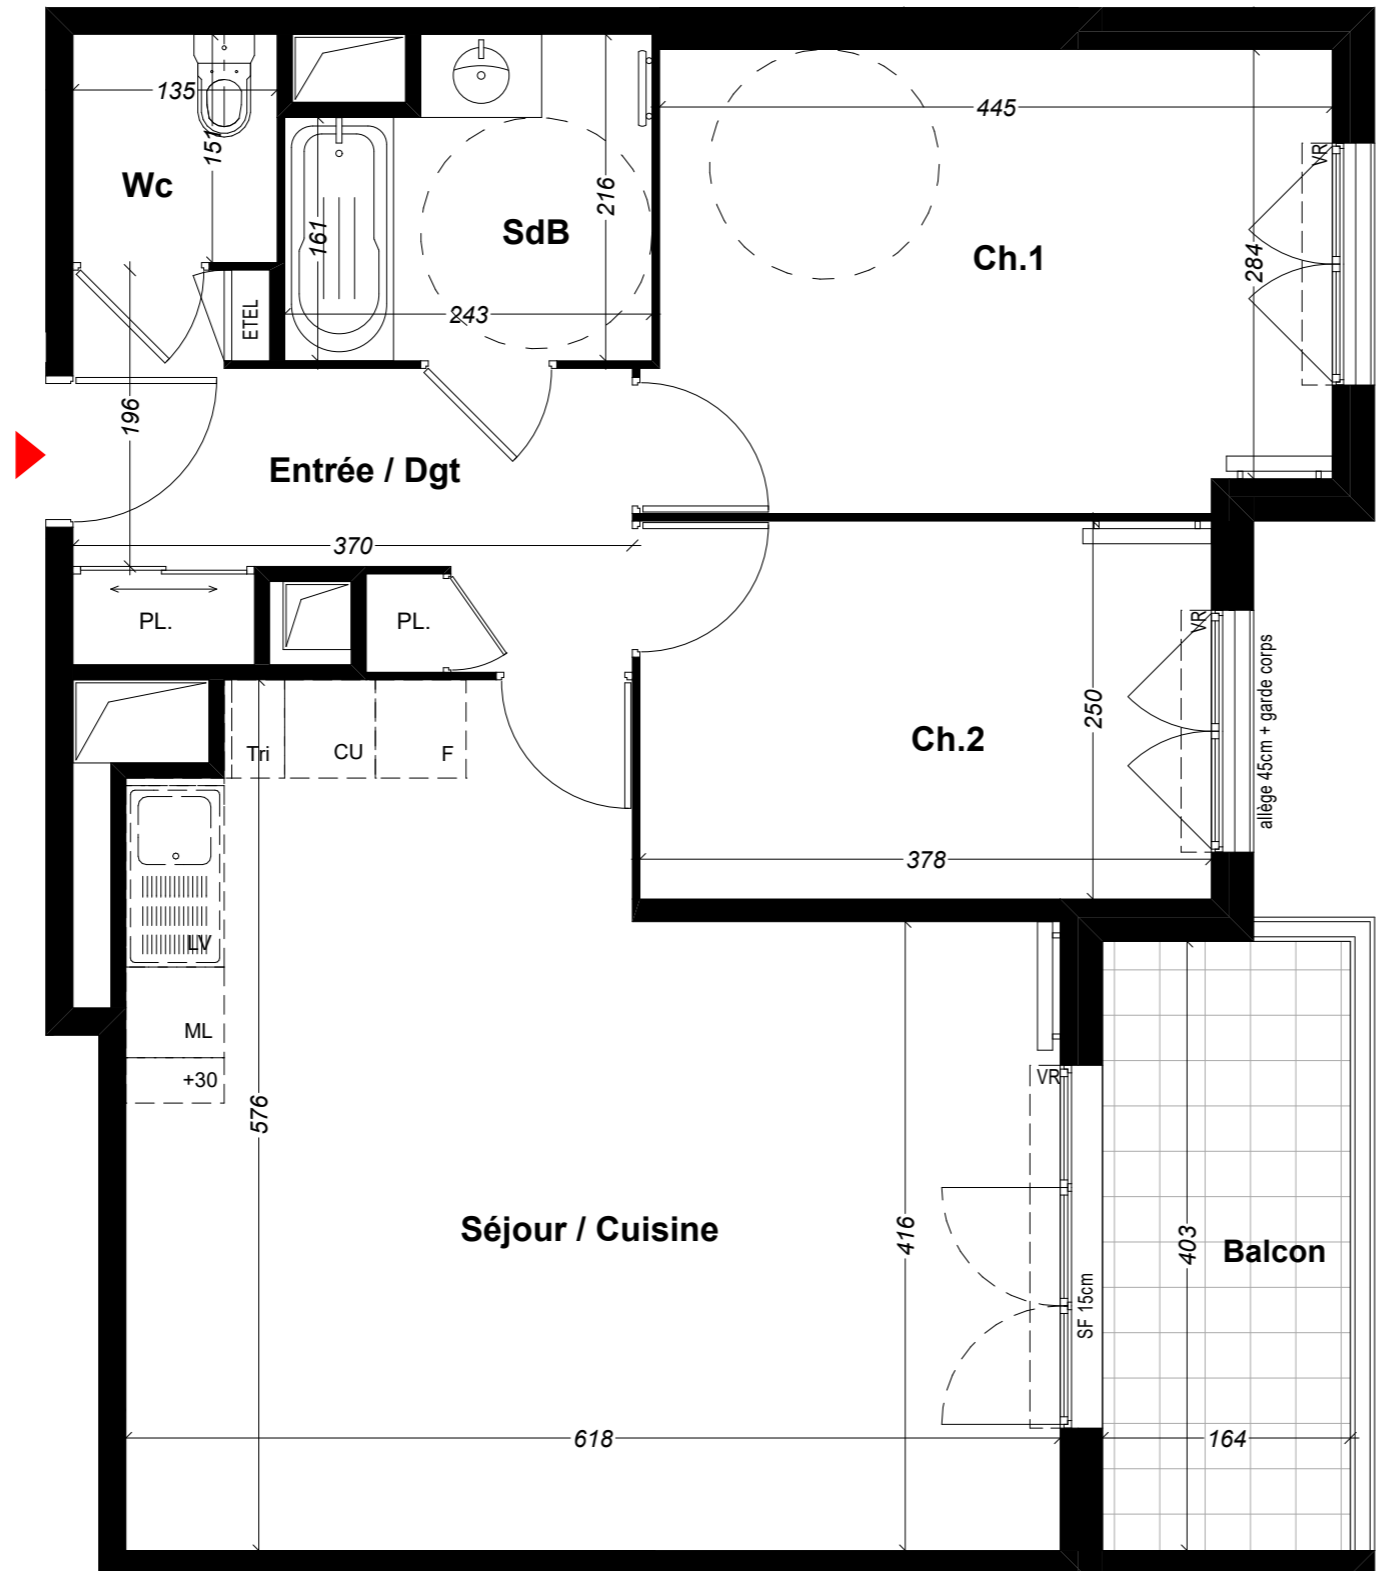 135
151
Wc
ETEL
161
SdB
216
243
445
Ch.1
284
VR
196
Entrée / Dgt
370
PL.
PL.
Tri
CU
F
LV
ML
+30
Ch.2
250
378
VR
allège 45cm + garde corps
576
Séjour / Cuisine
416
618
VR
SF 15cm
403
Balcon
164